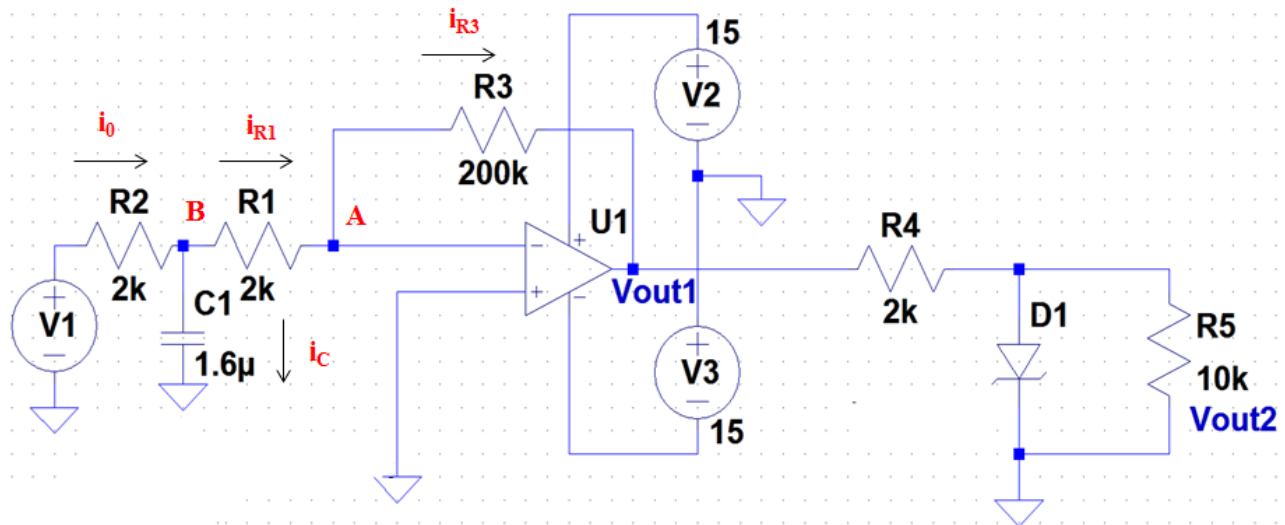 iR3
15
R3
V2
i0
iR1
200k
R2
B
R1
A
U1
R4
2k
2k
Vout1
C1
2k
D1
V1
R5
1.6µ
iC
V3
10k
Vout2
15
+
−
+
−
−
+
+
−
+
−